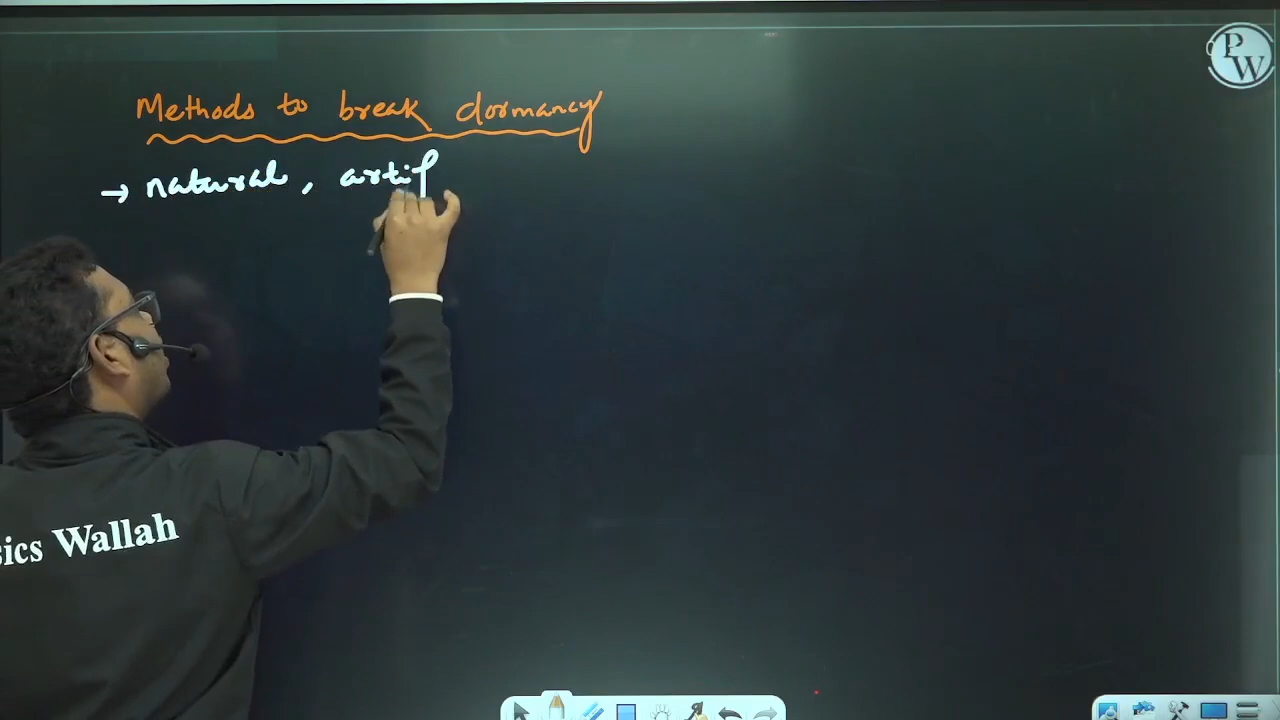 PW
Methods to break dormancy
→ natural, artif
sics Wallah